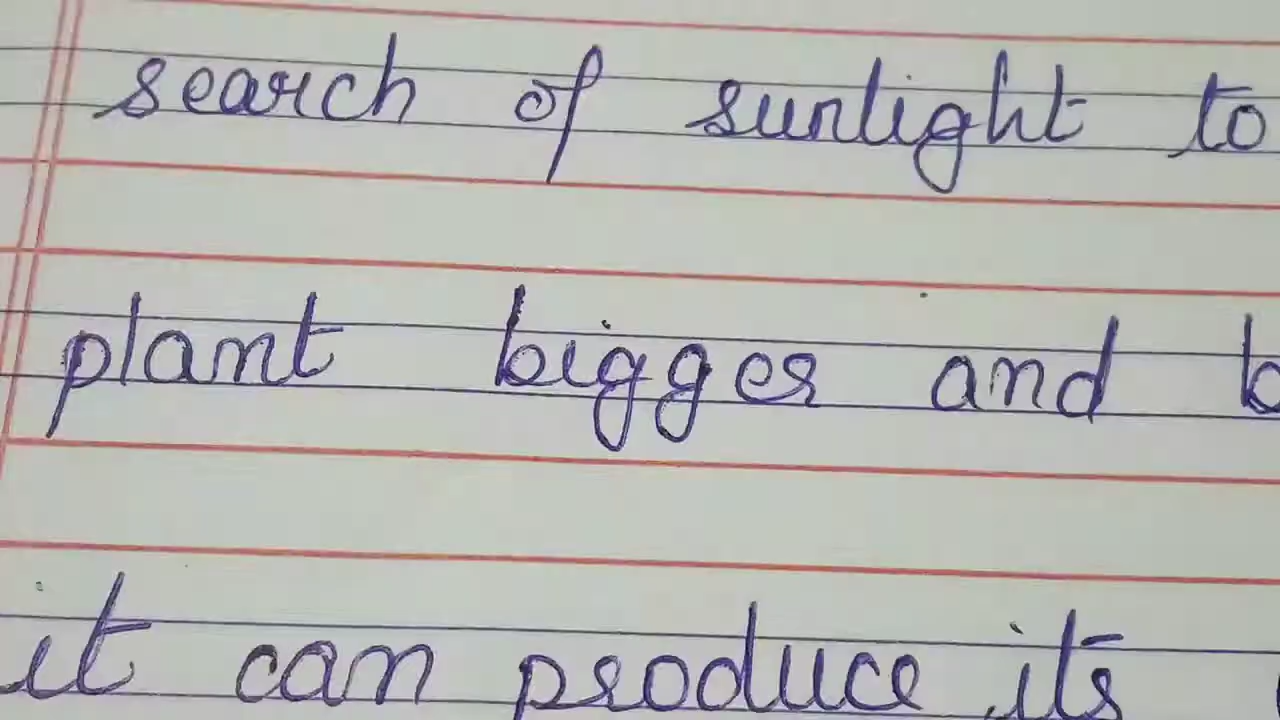 search of sunlight to
plant bigger and
it can produce its